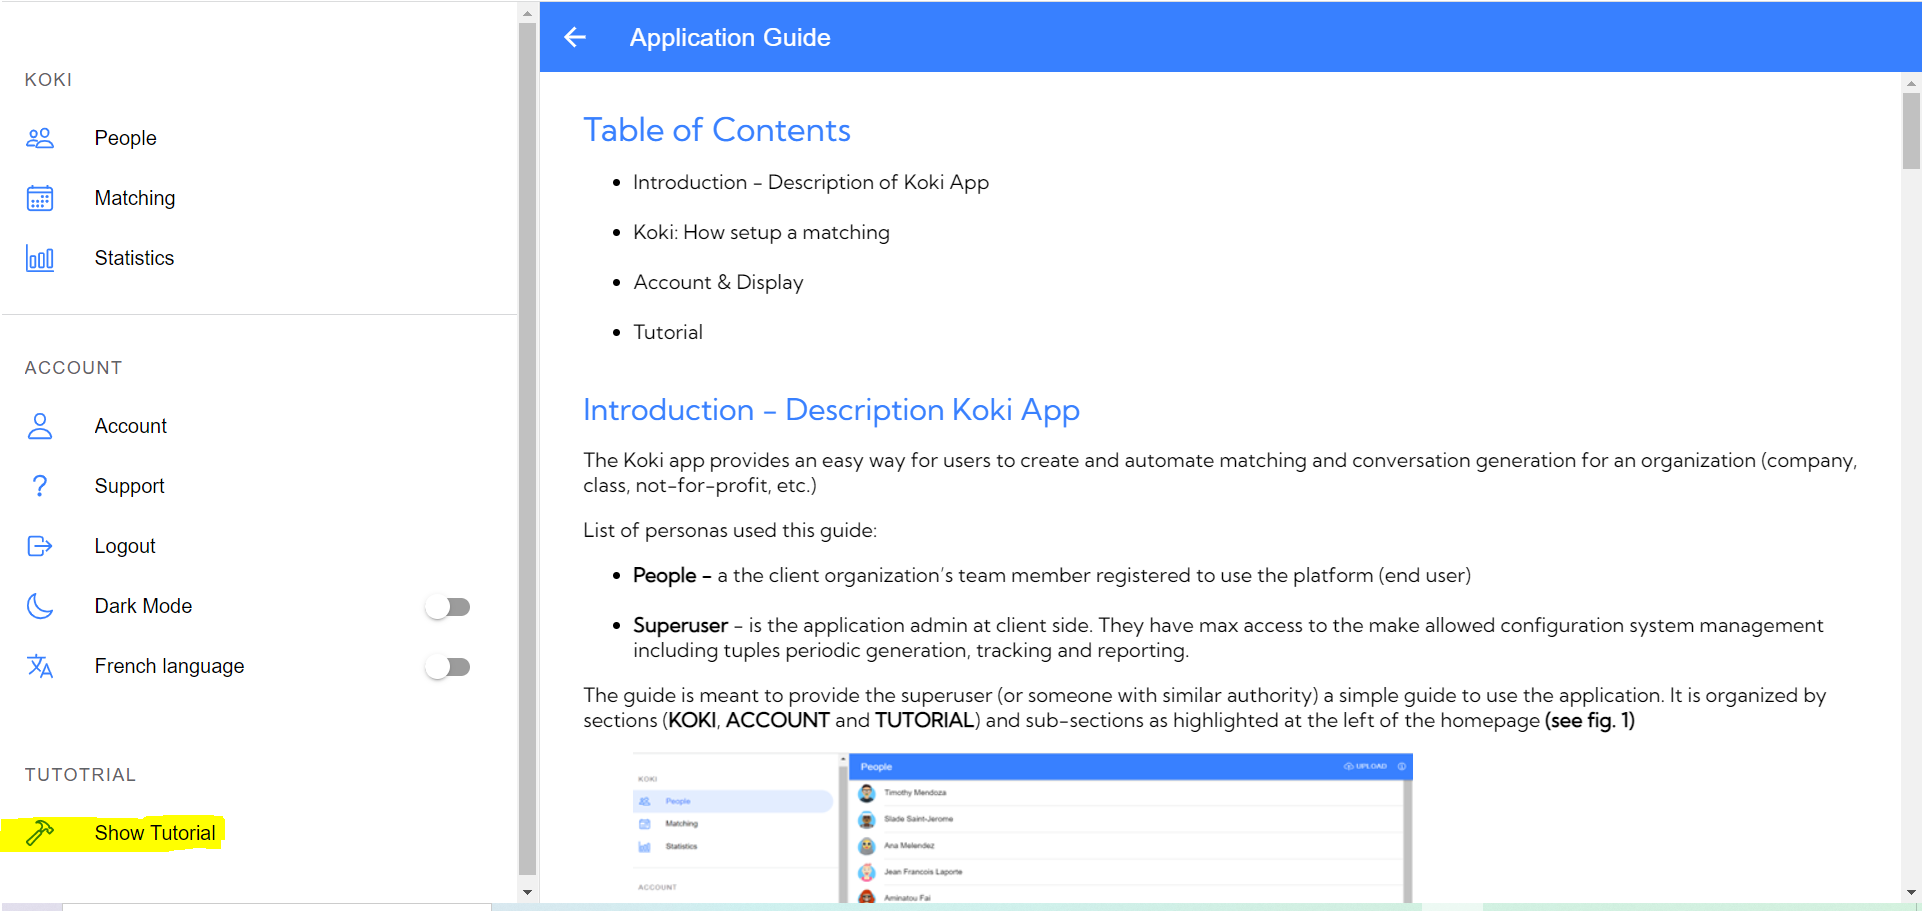 KOKI
People
Matching
Statistics
ACCOUNT
Account
Support
Logout
Dark Mode
French language
TUTOTRIAL
Show Tutorial
Application Guide
Table of Contents
Introduction - Description of Koki App
Koki: How setup a matching
Account & Display
Tutorial
Introduction - Description Koki App
The Koki app provides an easy way for users to create and automate matching and conversation generation for an organization (company,
class, not-for-profit, etc.)
List of personas used this guide:
People - a the client organization's team member registered to use the platform (end user)
Superuser - is the application admin at client side. They have max access to the make allowed configuration system management
including tuples periodic generation, tracking and reporting.
The guide is meant to provide the superuser (or someone with similar authority) a simple guide to use the application. It is organized by
sections (KOKI, ACCOUNT and TUTORIAL) and sub-sections as highlighted at the left of the homepage (see fig. 1)
KOKI
People
Matching
Statistics
ACCOUNT
People
UPLOAD
Timothy Mendoza
Slade Saint-Jerome
Ana Melendez
Jean Francois Laporte
Aminatou Fai